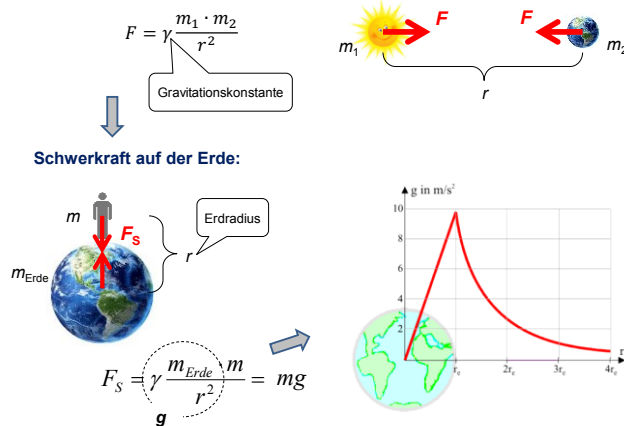 F = γ m₁ · m₂ / r²
Gravitationskonstante
m₁
F
F
m₂
r
Schwerkraft auf der Erde:
m
F_S
m_Erde
r
Erdradius
F_S = γ m_Erde · m / r² = mg
g
g in m/s²
10
8
6
4
2
r
1r_e
2r_e
3r_e
4r_e